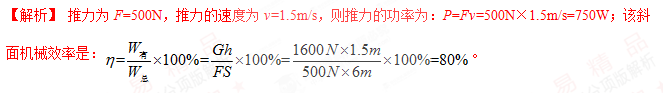 【解析】 推力为 F=500N，推力的速度为 v=1.5m/s，则推力的功率为：P=Fv=500N×1.5m/s=750W；该斜
面机械效率是：η=W有/W总×100%=Gh/FS×100%=1600N×1.5m/500N×6m×100%=80% 。